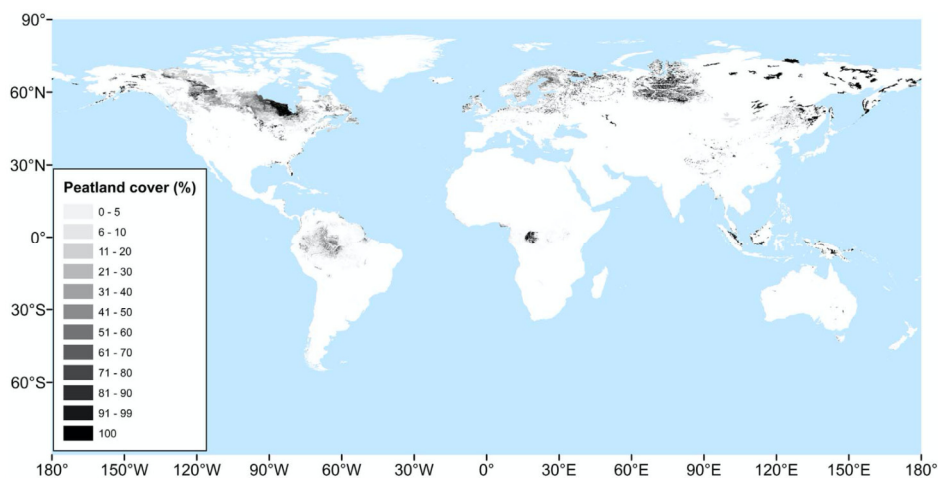 90°
60°N
30°N
0°
30°S
60°S
Peatland cover (%)
0 - 5
6 - 10
11 - 20
21 - 30
31 - 40
41 - 50
51 - 60
61 - 70
71 - 80
81 - 90
91 - 99
100
180° 150°W 120°W 90°W 60°W 30°W 0° 30°E 60°E 90°E 120°E 150°E 180°